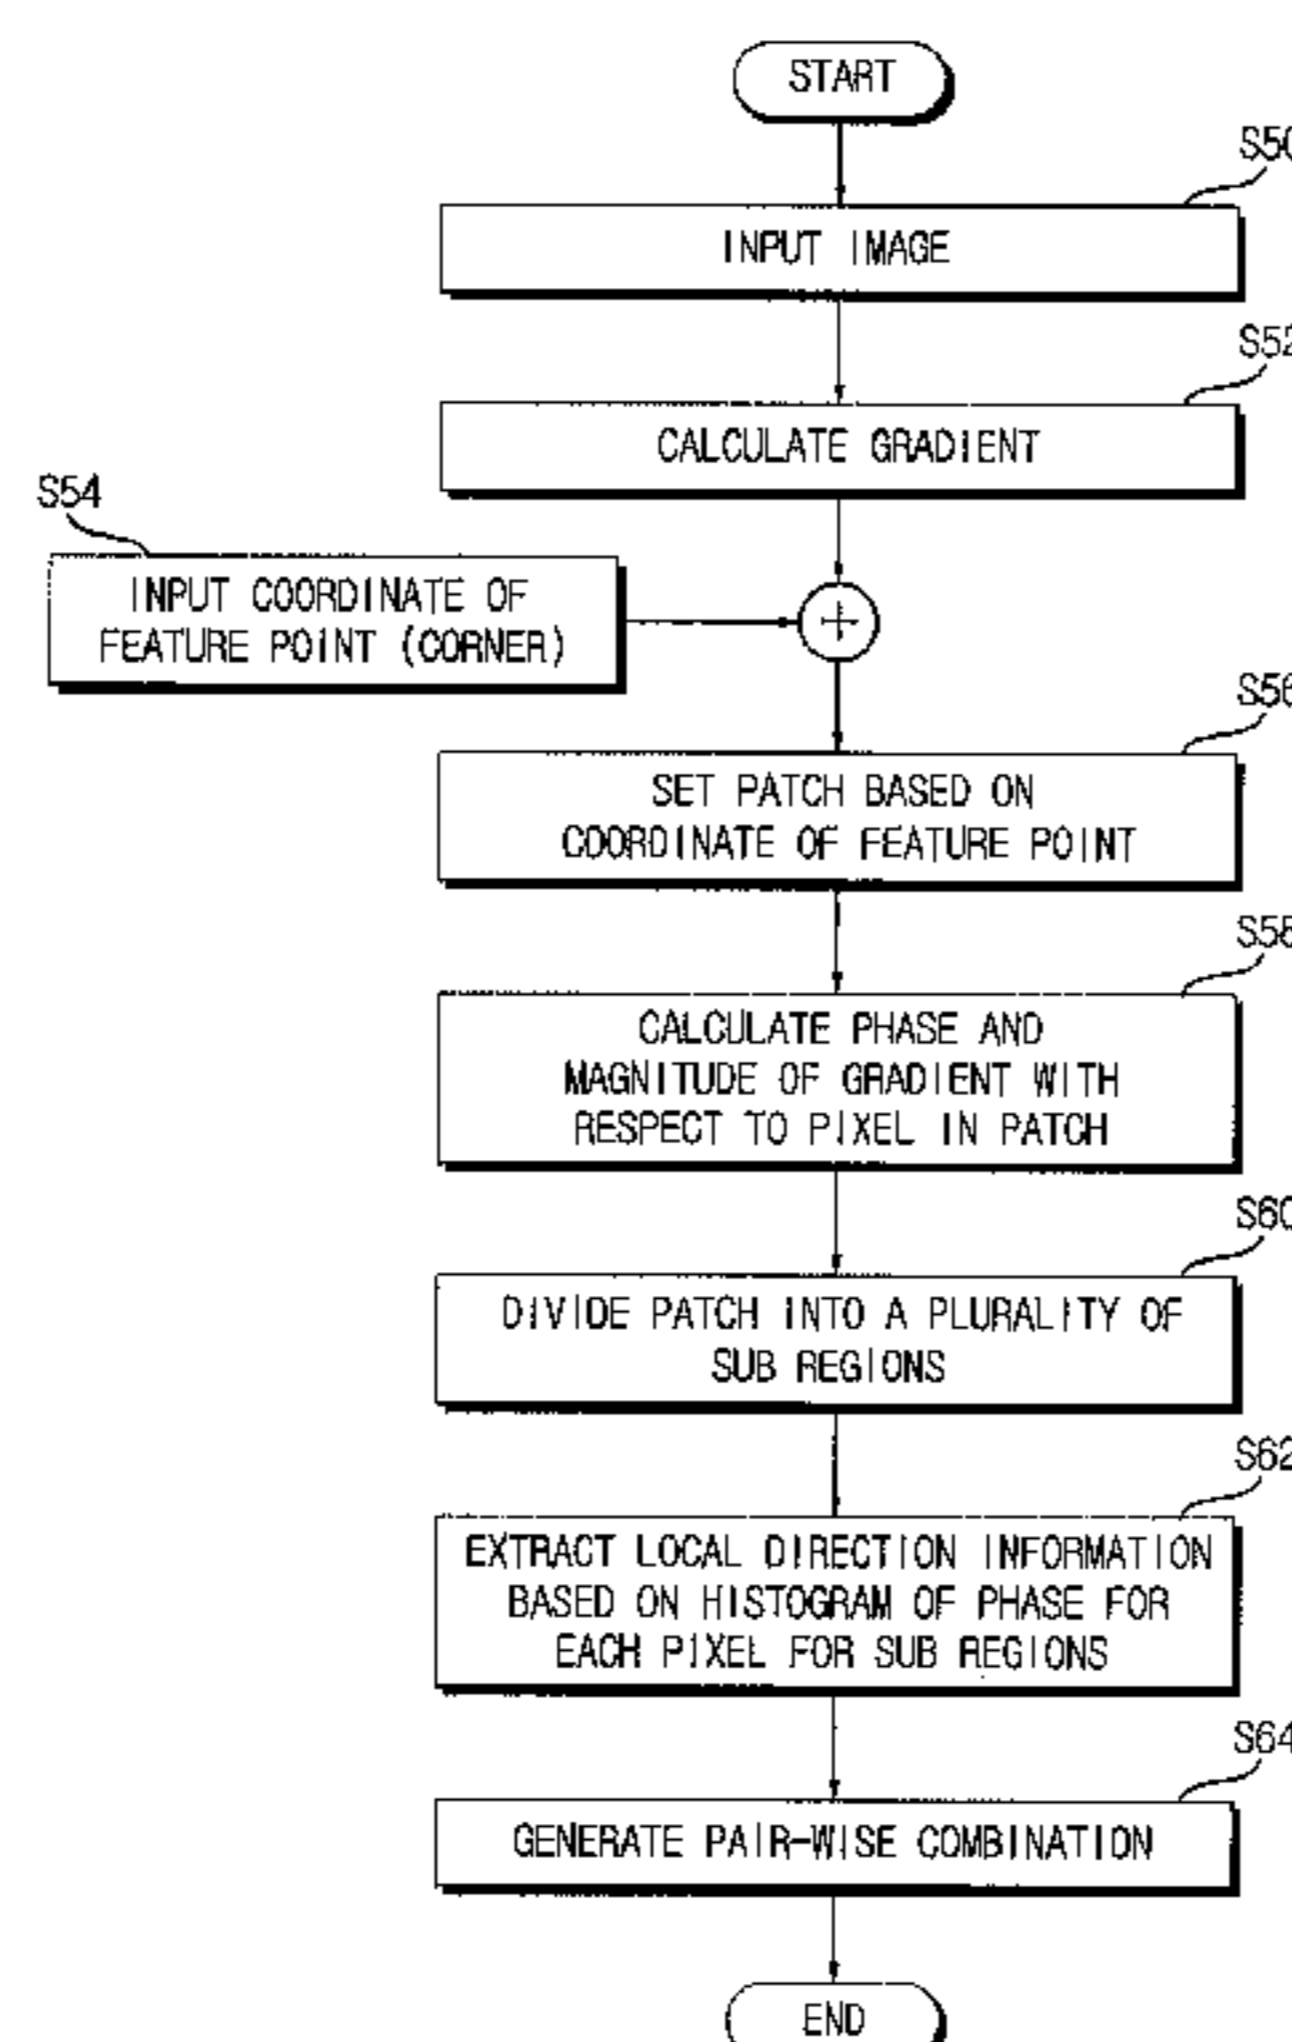 START
S50
INPUT IMAGE
S52
CALCULATE GRADIENT
S54
INPUT COORDINATE OF
FEATURE POINT (CORNER)
+
S56
SET PATCH BASED ON
COORDINATE OF FEATURE POINT
S58
CALCULATE PHASE AND
MAGNITUDE OF GRADIENT WITH
RESPECT TO PIXEL IN PATCH
S60
DIVIDE PATCH INTO A PLURALITY OF
SUB REGIONS
S62
EXTRACT LOCAL DIRECTION INFORMATION
BASED ON HISTOGRAM OF PHASE FOR
EACH PIXEL FOR SUB REGIONS
S64
GENERATE PAIR-WISE COMBINATION
END